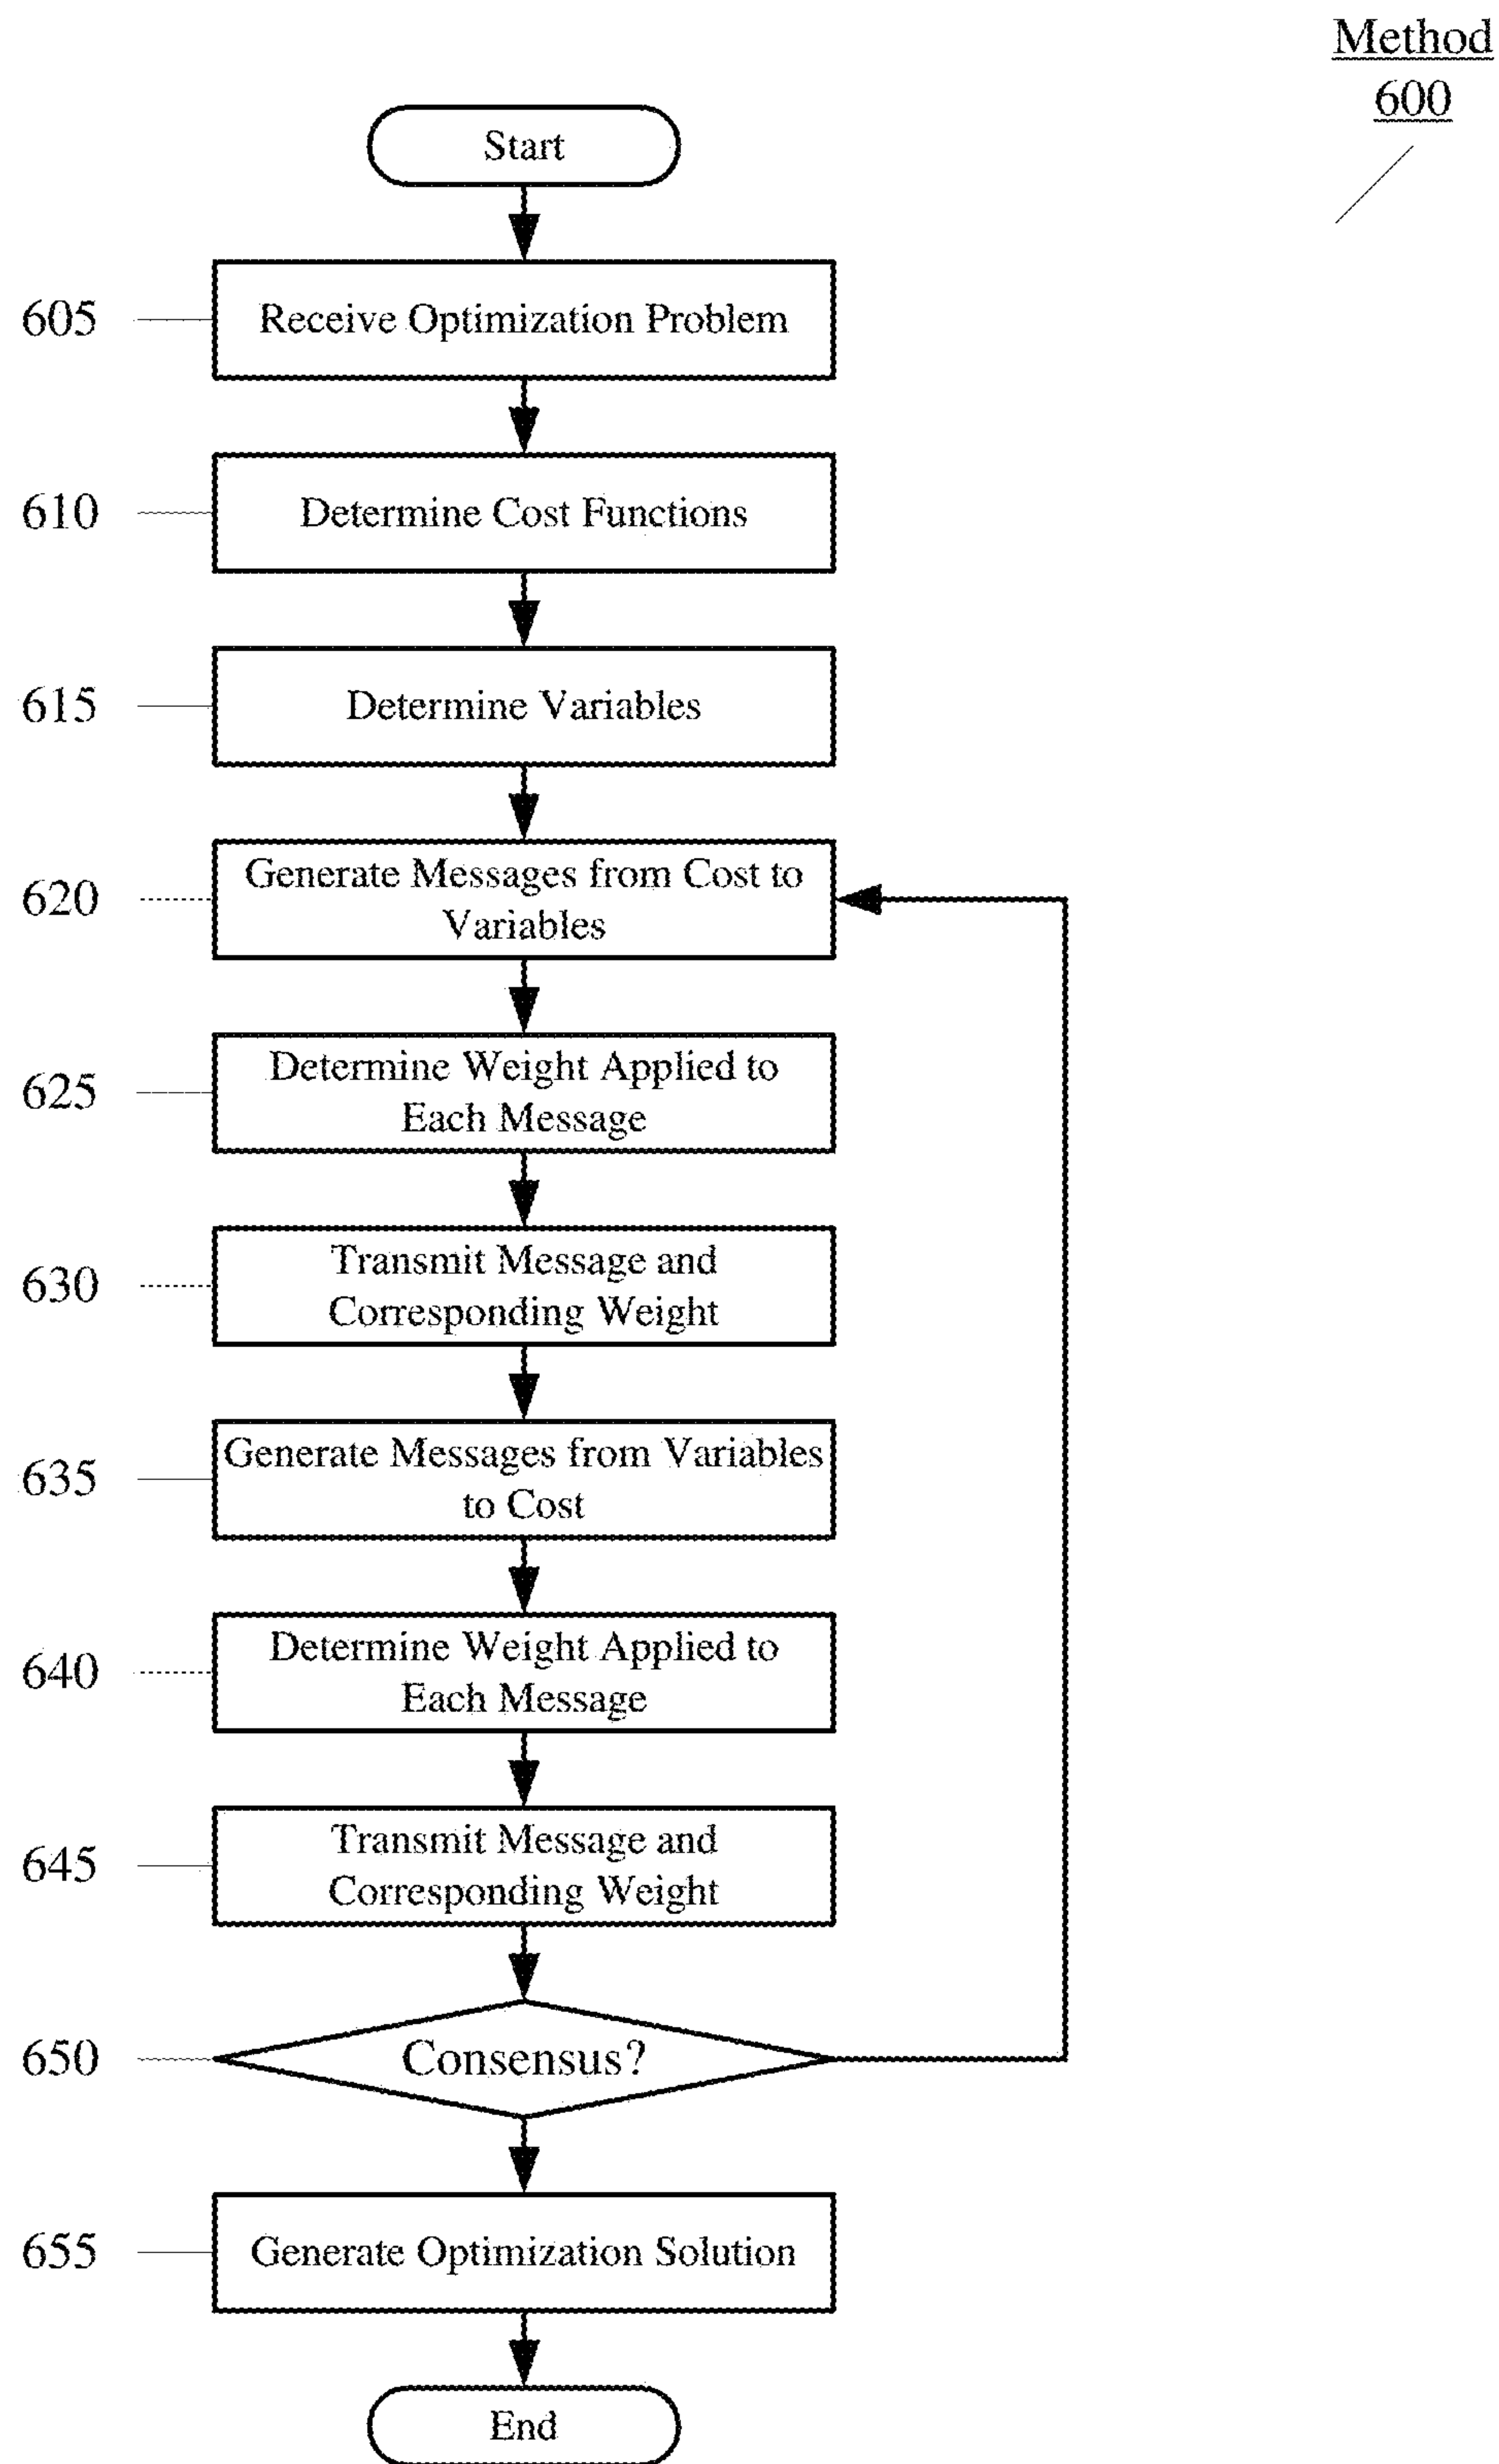 Method
600
Start
605
Receive Optimization Problem
610
Determine Cost Functions
615
Determine Variables
620
Generate Messages from Cost to
Variables
625
Determine Weight Applied to
Each Message
630
Transmit Message and
Corresponding Weight
635
Generate Messages from Variables
to Cost
640
Determine Weight Applied to
Each Message
645
Transmit Message and
Corresponding Weight
650
Consensus?
655
Generate Optimization Solution
End